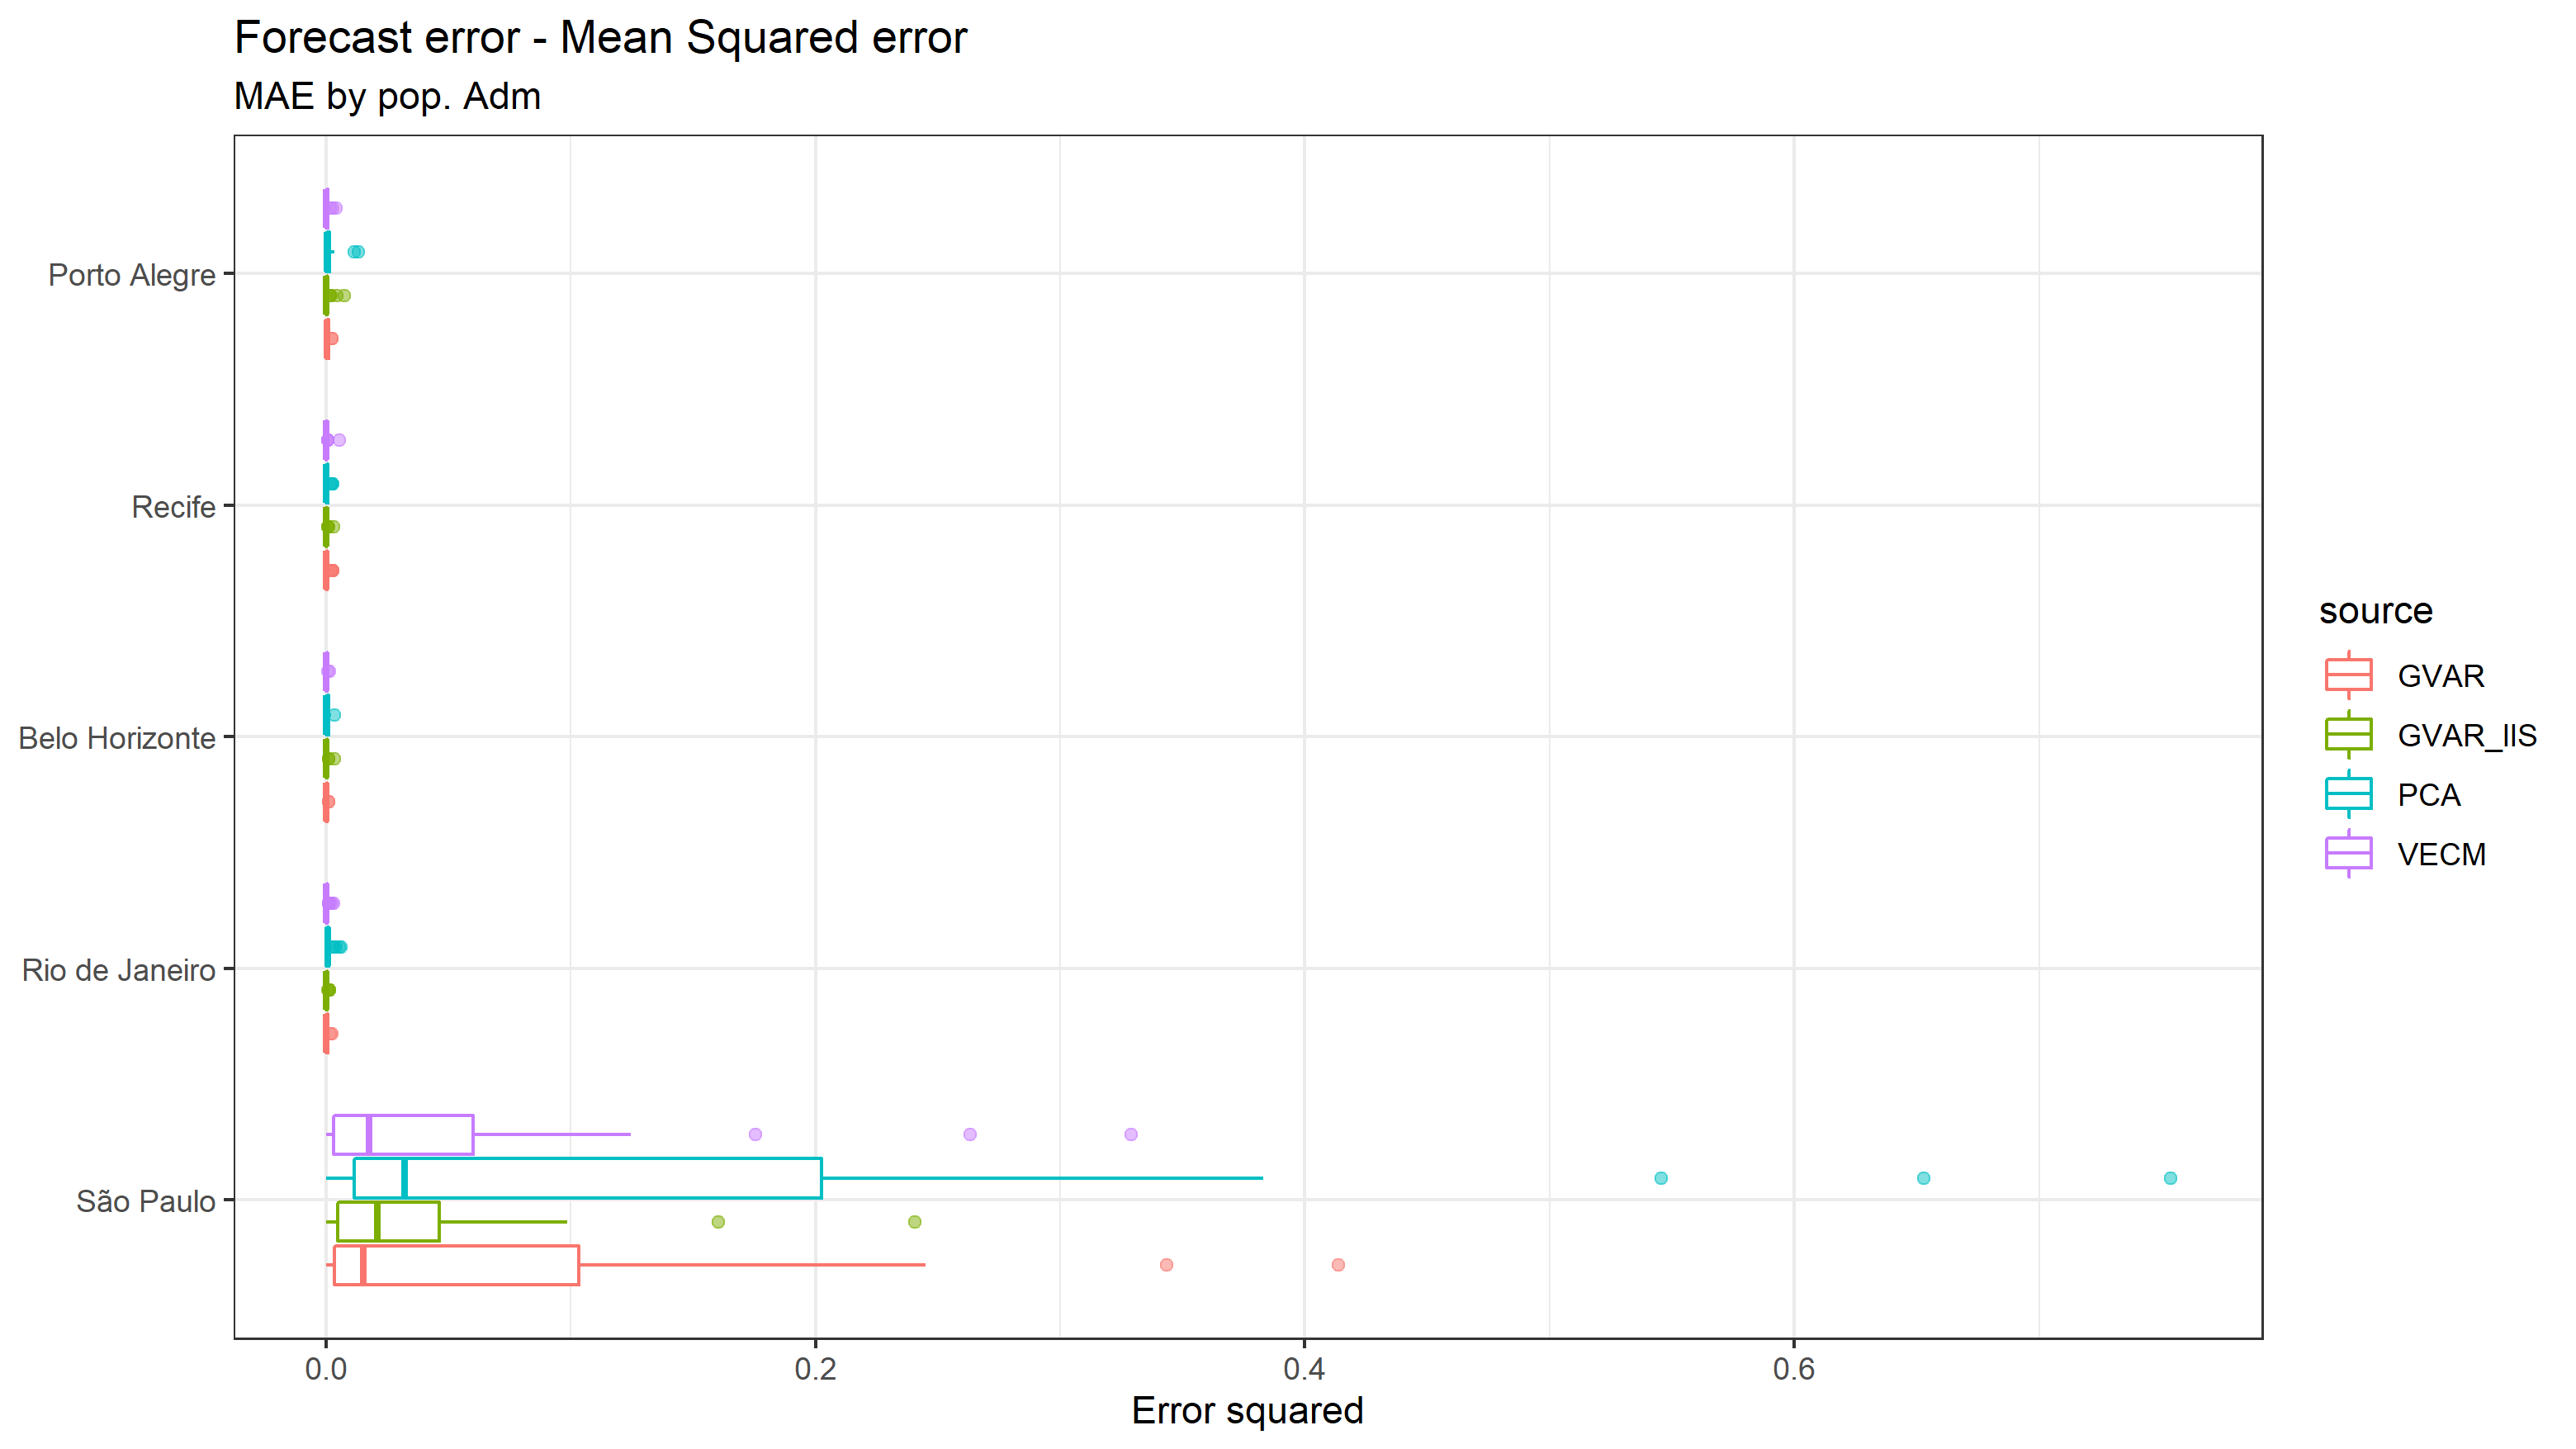 Forecast error - Mean Squared error
MAE by pop. Adm
Porto Alegre
Recife
Belo Horizonte
Rio de Janeiro
São Paulo
0.0
0.2
0.4
0.6
Error squared
source
GVAR
GVAR_IIS
PCA
VECM